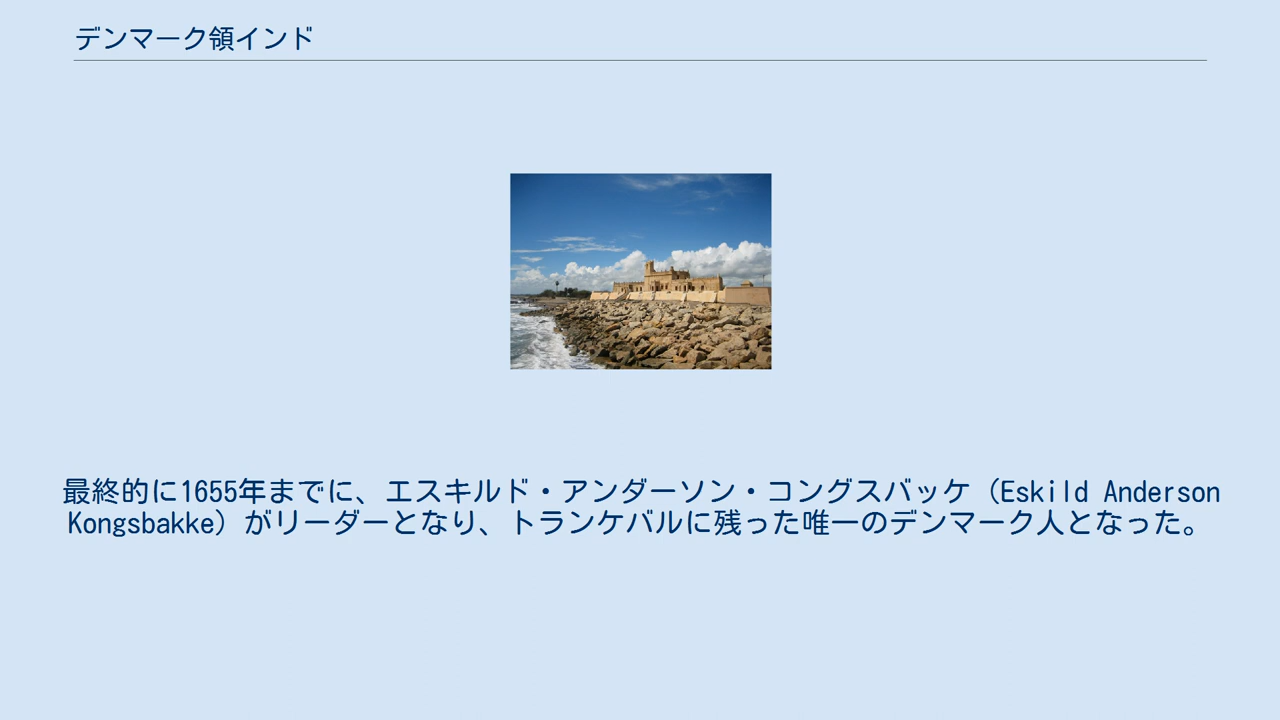 デンマーク領インド
最終的に1655年までに、エスキルド・アンダーソン・コングスバッケ（Eskild Anderson
Kongsbakke）がリーダーとなり、トランケバルに残った唯一のデンマーク人となった。